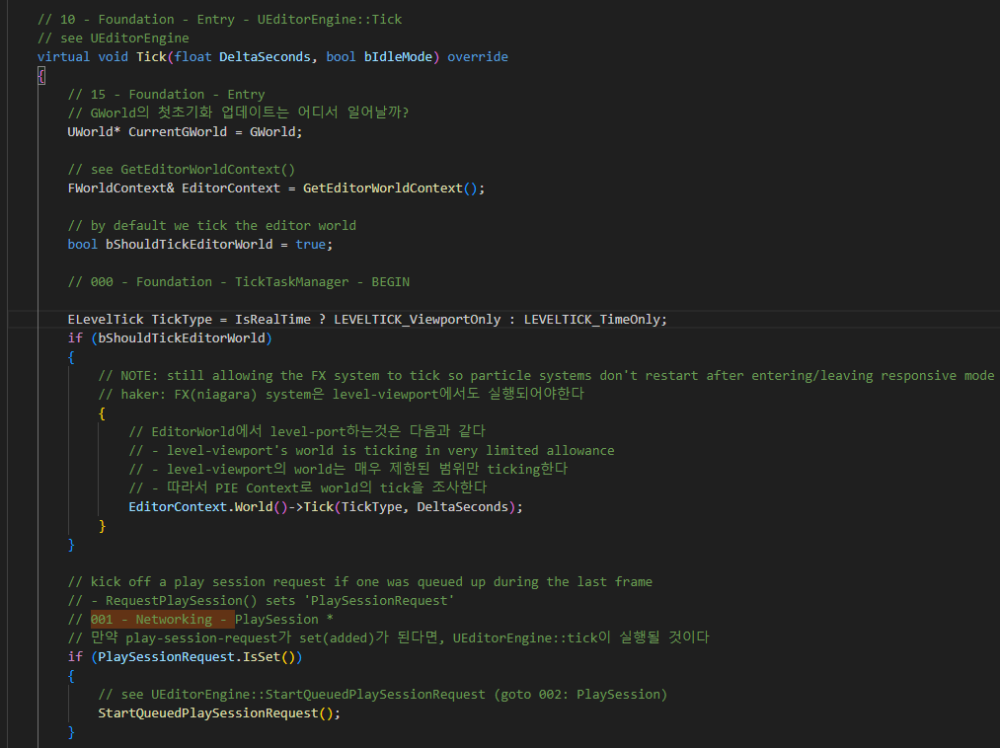 // 10 - Foundation - Entry - UEditorEngine::Tick
// see UEditorEngine
virtual void Tick(float DeltaSeconds, bool bIdleMode) override
{
// 15 - Foundation - Entry
// GWorld의 첫초기화 업데이트는 어디서 일어날까?
UWorld* CurrentGWorld = GWorld;
// see GetEditorWorldContext()
FWorldContext& EditorContext = GetEditorWorldContext();
// by default we tick the editor world
bool bShouldTickEditorWorld = true;
// 000 - Foundation - TickTaskManager - BEGIN
ELevelTick TickType = IsRealTime ? LEVELTICK_ViewportOnly : LEVELTICK_TimeOnly;
if (bShouldTickEditorWorld)
{
// NOTE: still allowing the FX system to tick so particle systems don't restart after entering/leaving responsive mode
// haker: FX(niagara) system은 level-viewport에서도 실행되어야한다
{
// EditorWorld에서 level-port하는것은 다음과 같다
// - level-viewport's world is ticking in very limited allowance
// - level-viewport의 world는 매우 제한된 범위만 ticking한다
// - 따라서 PIE Context로 world의 tick을 조사한다
EditorContext.World()->Tick(TickType, DeltaSeconds);
}
}
// kick off a play session request if one was queued up during the last frame
// - RequestPlaySession() sets 'PlaySessionRequest'
// 001 - Networking - PlaySession *
// 만약 play-session-request가 set(added)가 된다면, UEditorEngine::tick이 실행될 것이다
if (PlaySessionRequest.IsSet())
{
// see UEditorEngine::StartQueuedPlaySessionRequest (goto 002: PlaySession)
StartQueuedPlaySessionRequest();
}